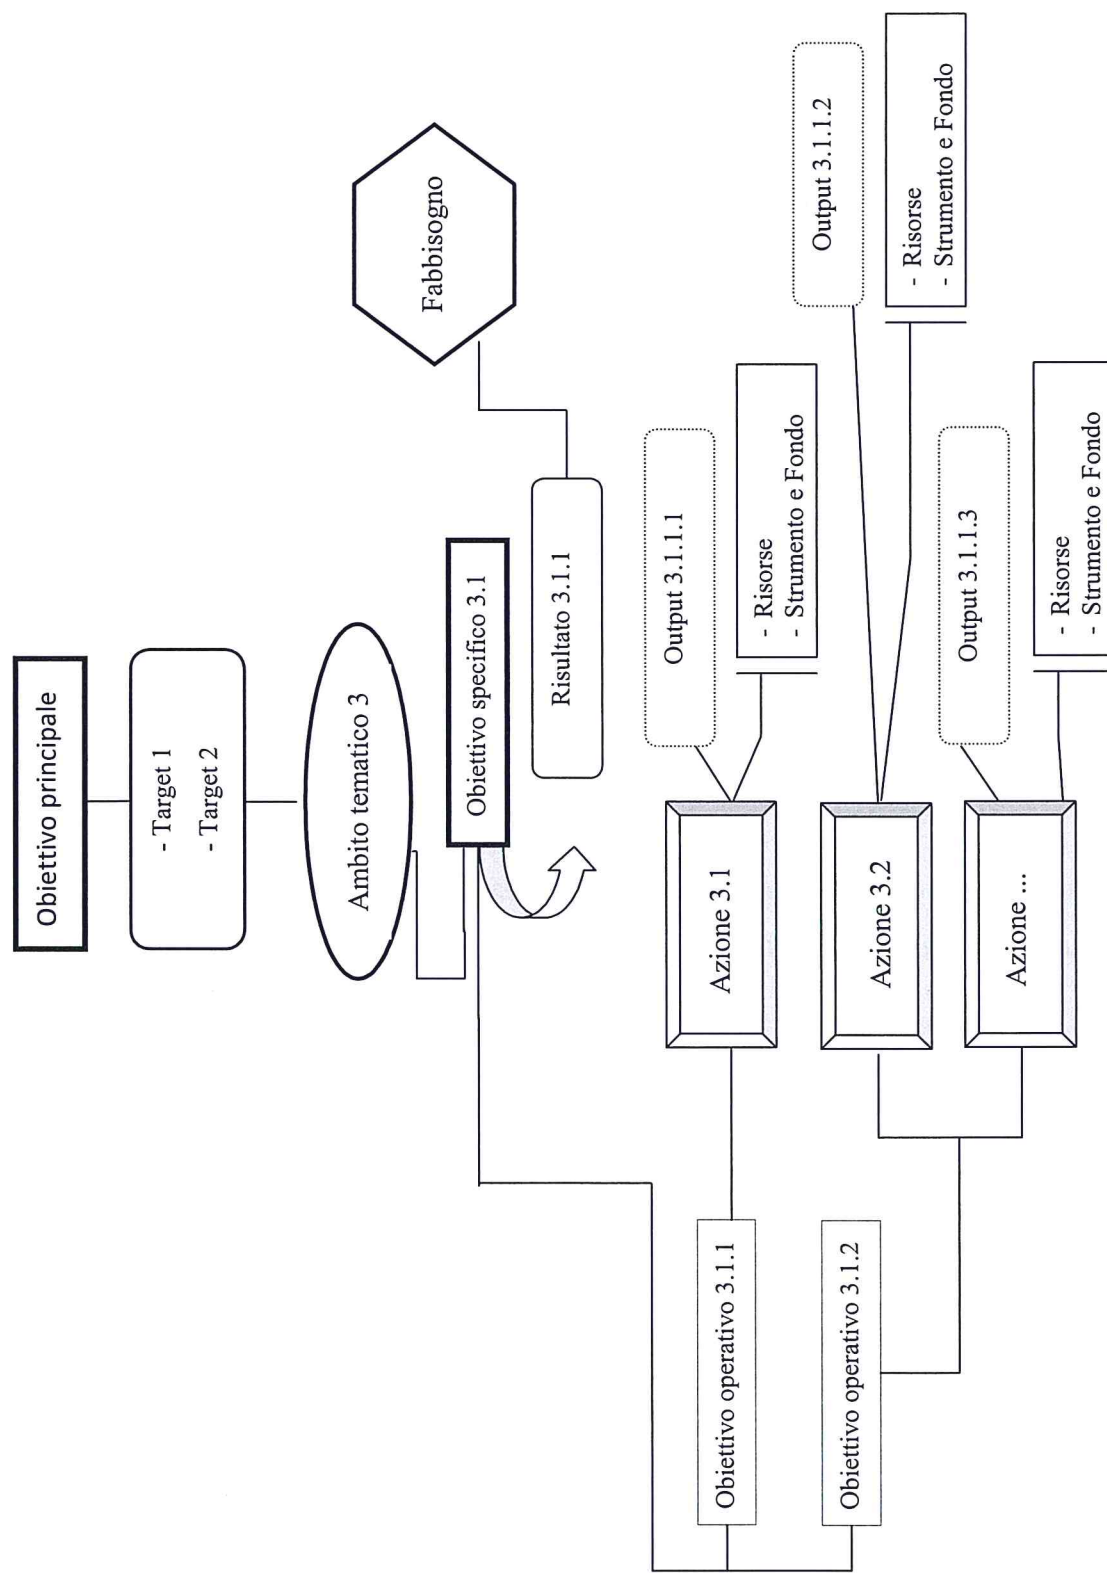 Obiettivo principale
- Target 1
- Target 2
Ambito tematico 3
Obiettivo specifico 3.1
Fabbisogno
Risultato 3.1.1
Obiettivo operativo 3.1.1
Azione 3.1
Output 3.1.1.1
- Risorse
- Strumento e Fondo
Obiettivo operativo 3.1.2
Azione 3.2
Output 3.1.1.2
- Risorse
- Strumento e Fondo
Azione ...
Output 3.1.1.3
- Risorse
- Strumento e Fondo